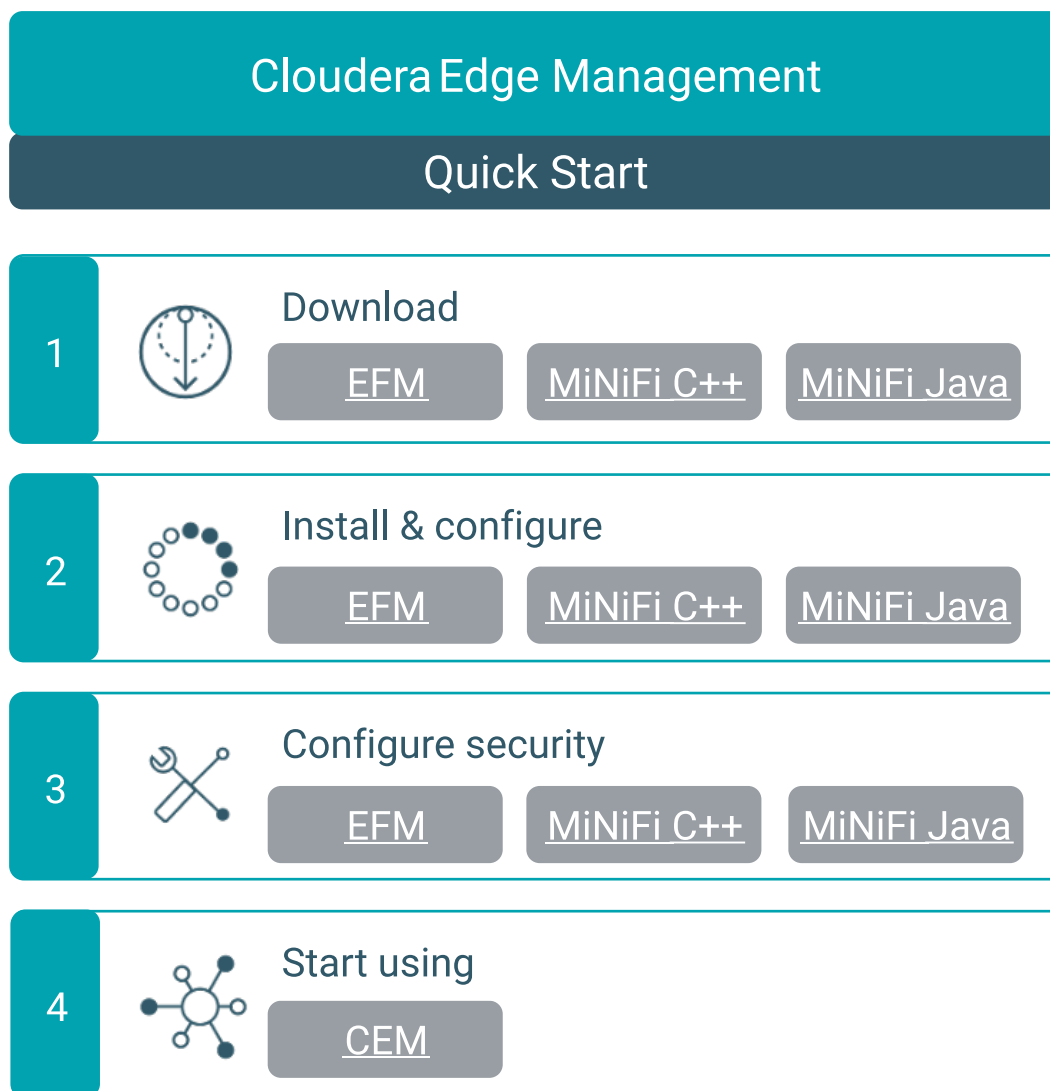 Cloudera Edge Management
Quick Start
1
Download
EFM MiNiFi C++ MiNiFi Java
2
Install & configure
EFM MiNiFi C++ MiNiFi Java
3
Configure security
EFM MiNiFi C++ MiNiFi Java
4
Start using
CEM